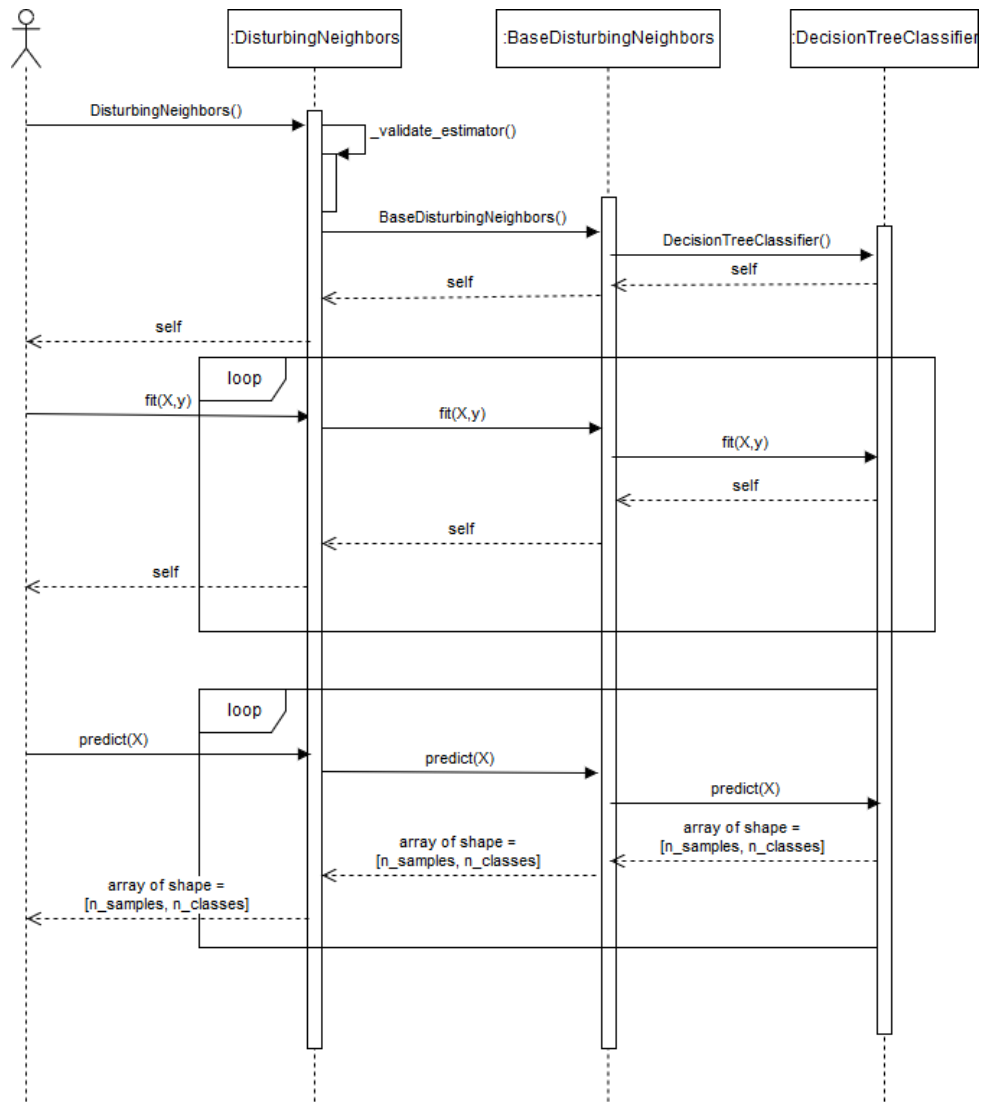 :DisturbingNeighbors
:BaseDisturbingNeighbors
:DecisionTreeClassifier
DisturbingNeighbors()
_validate_estimator()
BaseDisturbingNeighbors()
DecisionTreeClassifier()
self
self
self
loop
fit(X,y)
fit(X,y)
fit(X,y)
self
self
self
loop
predict(X)
predict(X)
predict(X)
array of shape =
[n_samples, n_classes]
array of shape =
[n_samples, n_classes]
array of shape =
[n_samples, n_classes]